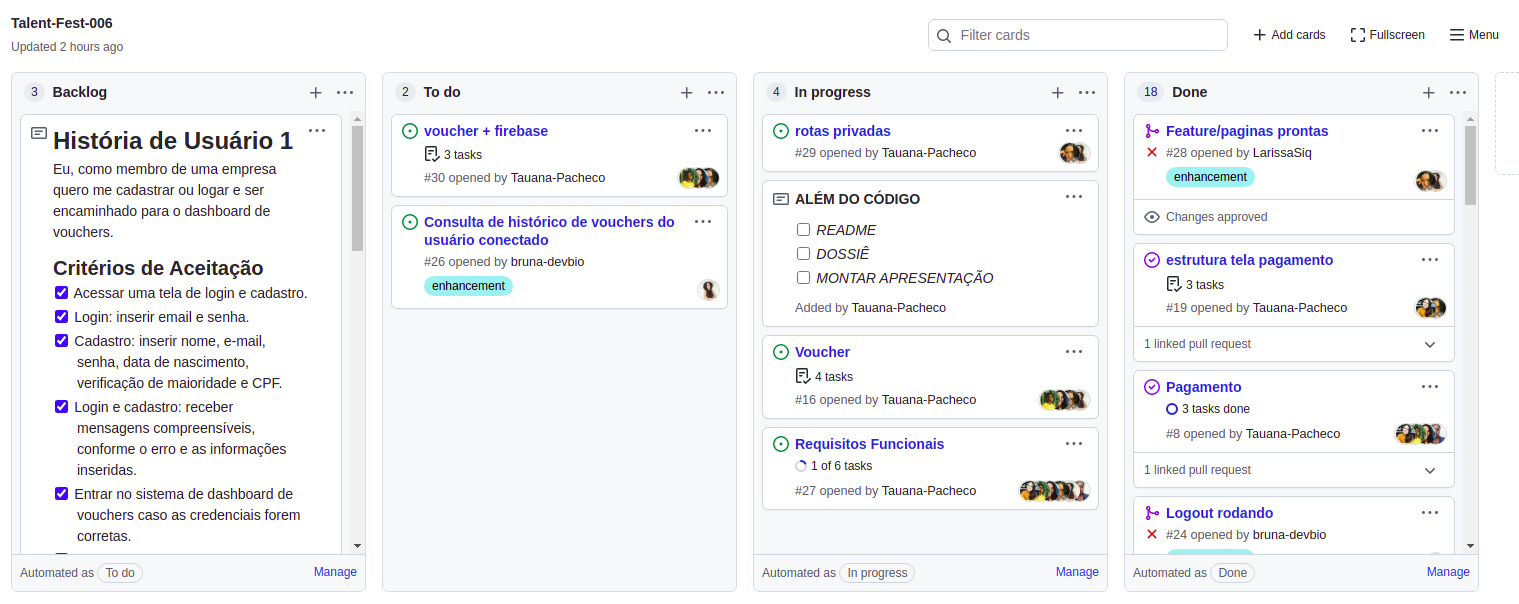 Talent-Fest-006
Updated 2 hours ago
Filter cards
Add cards
Fullscreen
Menu
3 Backlog
História de Usuário 1
Eu, como membro de uma empresa
quero me cadastrar ou logar e ser
encaminhado para o dashboard de
vouchers.
Critérios de Aceitação
Acessar uma tela de login e cadastro.
Login: inserir email e senha.
Cadastro: inserir nome, e-mail,
senha, data de nascimento,
verificação de maioridade e CPF.
Login e cadastro: receber
mensagens compreensíveis,
conforme o erro e as informações
inseridas.
Entrar no sistema de dashboard de
vouchers caso as credenciais forem
corretas.
Automated as To do
Manage
2 To do
voucher + firebase
3 tasks
#30 opened by Tauana-Pacheco
Consulta de histórico de vouchers do
usuário conectado
#26 opened by bruna-devbio
enhancement
4 In progress
rotas privadas
#29 opened by Tauana-Pacheco
ALÉM DO CÓDIGO
README
DOSSIÊ
MONTAR APRESENTAÇÃO
Added by Tauana-Pacheco
Voucher
4 tasks
#16 opened by Tauana-Pacheco
Requisitos Funcionais
1 of 6 tasks
#27 opened by Tauana-Pacheco
Automated as In progress
Manage
18 Done
Feature/paginas prontas
#28 opened by LarissaSiq
enhancement
Changes approved
estrutura tela pagamento
3 tasks
#19 opened by Tauana-Pacheco
1 linked pull request
Pagamento
3 tasks done
#8 opened by Tauana-Pacheco
1 linked pull request
Logout rodando
#24 opened by bruna-devbio
Automated as Done
Manage